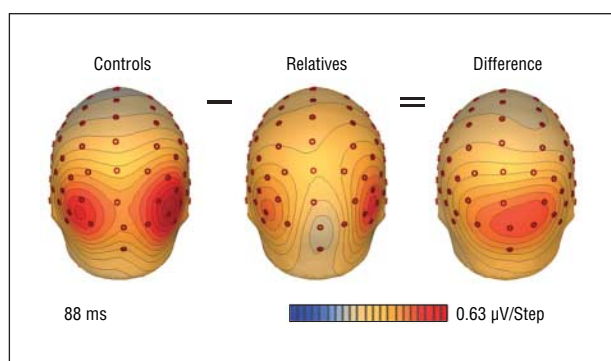 Controls Relatives Difference
88 ms 0.63 μV/Step